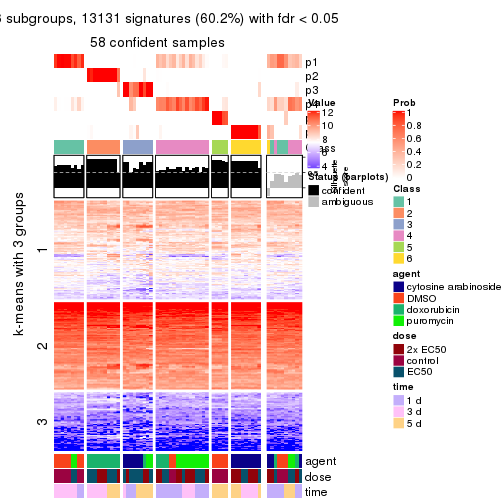 subgroups, 13131 signatures (60.2%) with fdr < 0.05
58 confident samples
p1
p2
p3
Value
12
10
8
6
4
Status (barplots)
confident
ambiguous
k-means with 3 groups
1
2
3
agent
dose
time
Prob
1
0.8
0.6
0.4
0.2
0
Class
1
2
3
4
5
6
agent
cytosine arabinoside
DMSO
doxorubicin
puromycin
dose
2x EC50
control
EC50
time
1 d
3 d
5 d